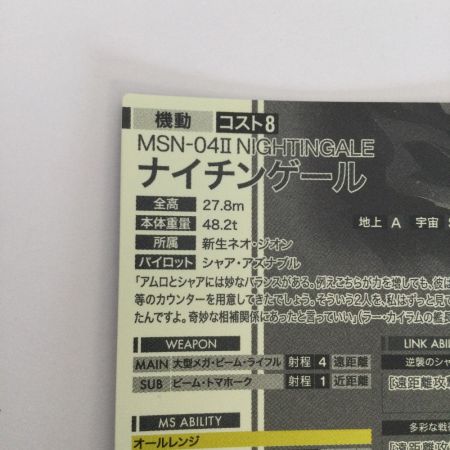 機動 コスト8
MSN-04II NIGHTINGALE
ナイチンゲール
全高 27.8m
本体重量 48.2t
地上 A 宇宙 S
所属 新生ネオ・ジオン
パイロット シャア・アズナブル
「アムロとシャアには妙なバランスがある。例えこちらが力を増しても、彼は
等のカウンターを用意してきたでしょう。そういう2人を、私はずっと見て
たんですよ。奇妙な相補関係にあったと言っていい」(ラー・カイラムの艦長
WEAPON
MAIN 大型メガ・ビーム・ライフル 射程 4 遠距離
SUB ビーム・トマホーク 射程 1 近距離
MS ABILITY
オールレンジ
LINK ABIL
逆襲のシャ
[遠距離攻撃
多彩な戦